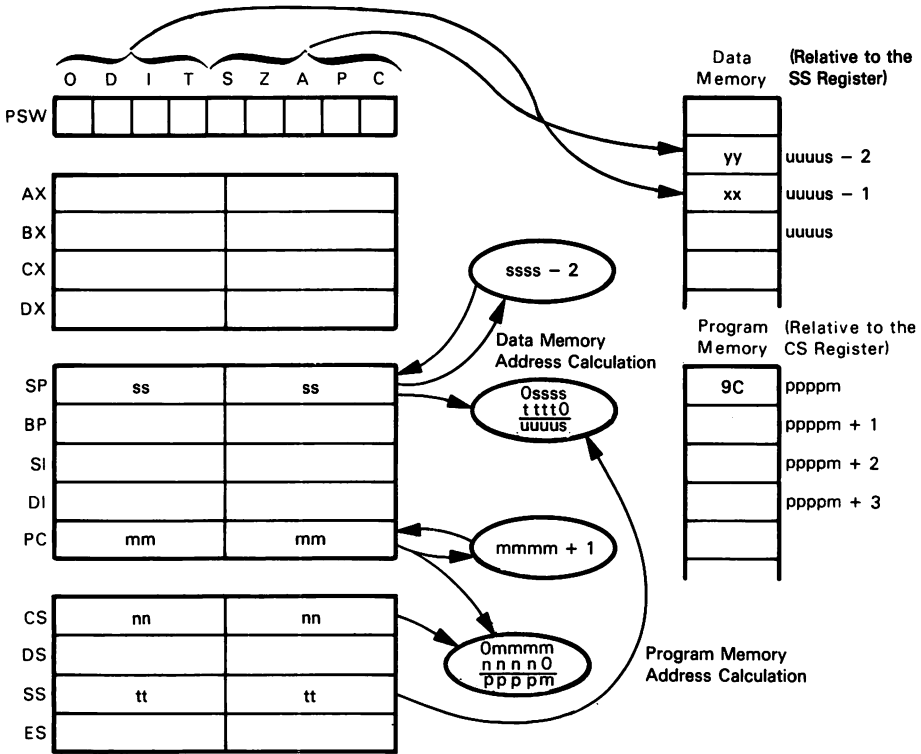 O D I T S Z A P C
PSW
AX
BX
CX
DX
SP ss ss
BP
SI
DI
PC mm mm
CS nn nn
DS
SS tt tt
ES
ssss – 2
Data Memory
Address Calculation
0ssss
tttt0
uuuus
mmmm + 1
0mmmm
nnnn0
ppppm
Program Memory
Address Calculation
Data
Memory
(Relative to the
SS Register)
yy uuuus – 2
xx uuuus – 1
uuuus
Program
Memory
(Relative to the
CS Register)
9C ppppm
ppppm + 1
ppppm + 2
ppppm + 3